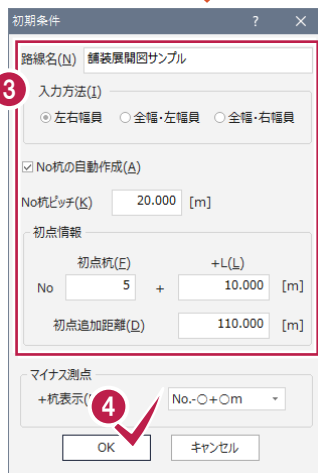 初期条件 ? ×
路線名(N) 舗装展開図サンプル
3
入力方法(I)
左右幅員 全幅・左幅員 全幅・右幅員
No杭の自動作成(A)
No杭ピッチ(K) 20.000 [m]
初点情報
初点杭(F) +L(L)
No 5 + 10.000 [m]
初点追加距離(D) 110.000 [m]
マイナス測点
+杭表示( No.-○+○m
4
OK キャンセル